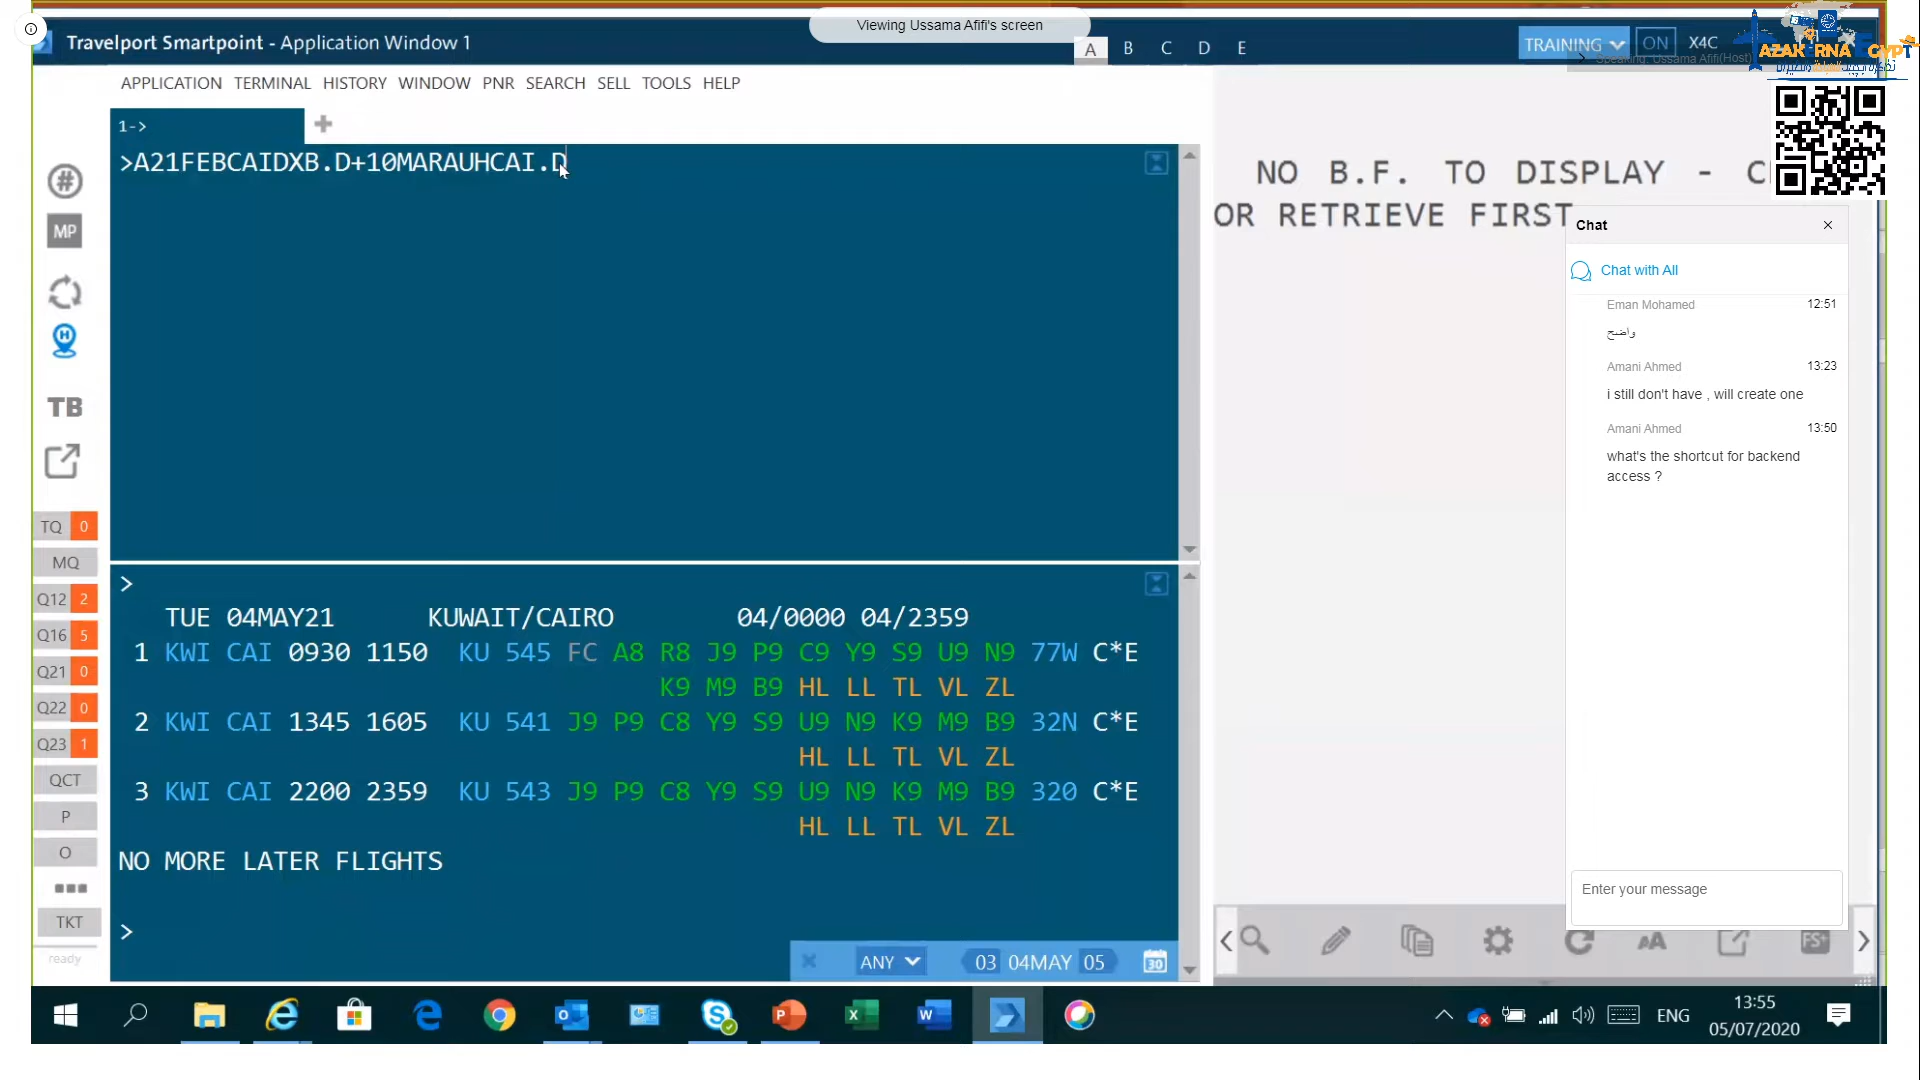 Viewing Ussama Afifi's screen
Travelport Smartpoint - Application Window 1
A B C D E
TRAINING ON X4C
Speaking: Ussama Afifi(Host)
APPLICATION TERMINAL HISTORY WINDOW PNR SEARCH SELL TOOLS HELP
1->
>A21FEBCAIDXB.D+10MARAUHCAI.D
NO B.F. TO DISPLAY -
OR RETRIEVE FIRST
#
MP
H
TB
TQ 0
MQ
Q12 2
Q16 5
Q21 0
Q22 0
Q23 1
QCT
P
O
TKT
ready
>
TUE 04MAY21 KUWAIT/CAIRO 04/0000 04/2359
1 KWI CAI 0930 1150 KU 545 FC A8 R8 J9 P9 C9 Y9 S9 U9 N9 77W C*E
K9 M9 B9 HL LL TL VL ZL
2 KWI CAI 1345 1605 KU 541 J9 P9 C8 Y9 S9 U9 N9 K9 M9 B9 32N C*E
HL LL TL VL ZL
3 KWI CAI 2200 2359 KU 543 J9 P9 C8 Y9 S9 U9 N9 K9 M9 B9 320 C*E
HL LL TL VL ZL
NO MORE LATER FLIGHTS
>
ANY 03 04MAY 05 30
Chat
Chat with All
Eman Mohamed 12:51
واضح
Amani Ahmed 13:23
i still don't have , will create one
Amani Ahmed 13:50
what's the shortcut for backend
access ?
Enter your message
AA
FS+
ENG
13:55
05/07/2020